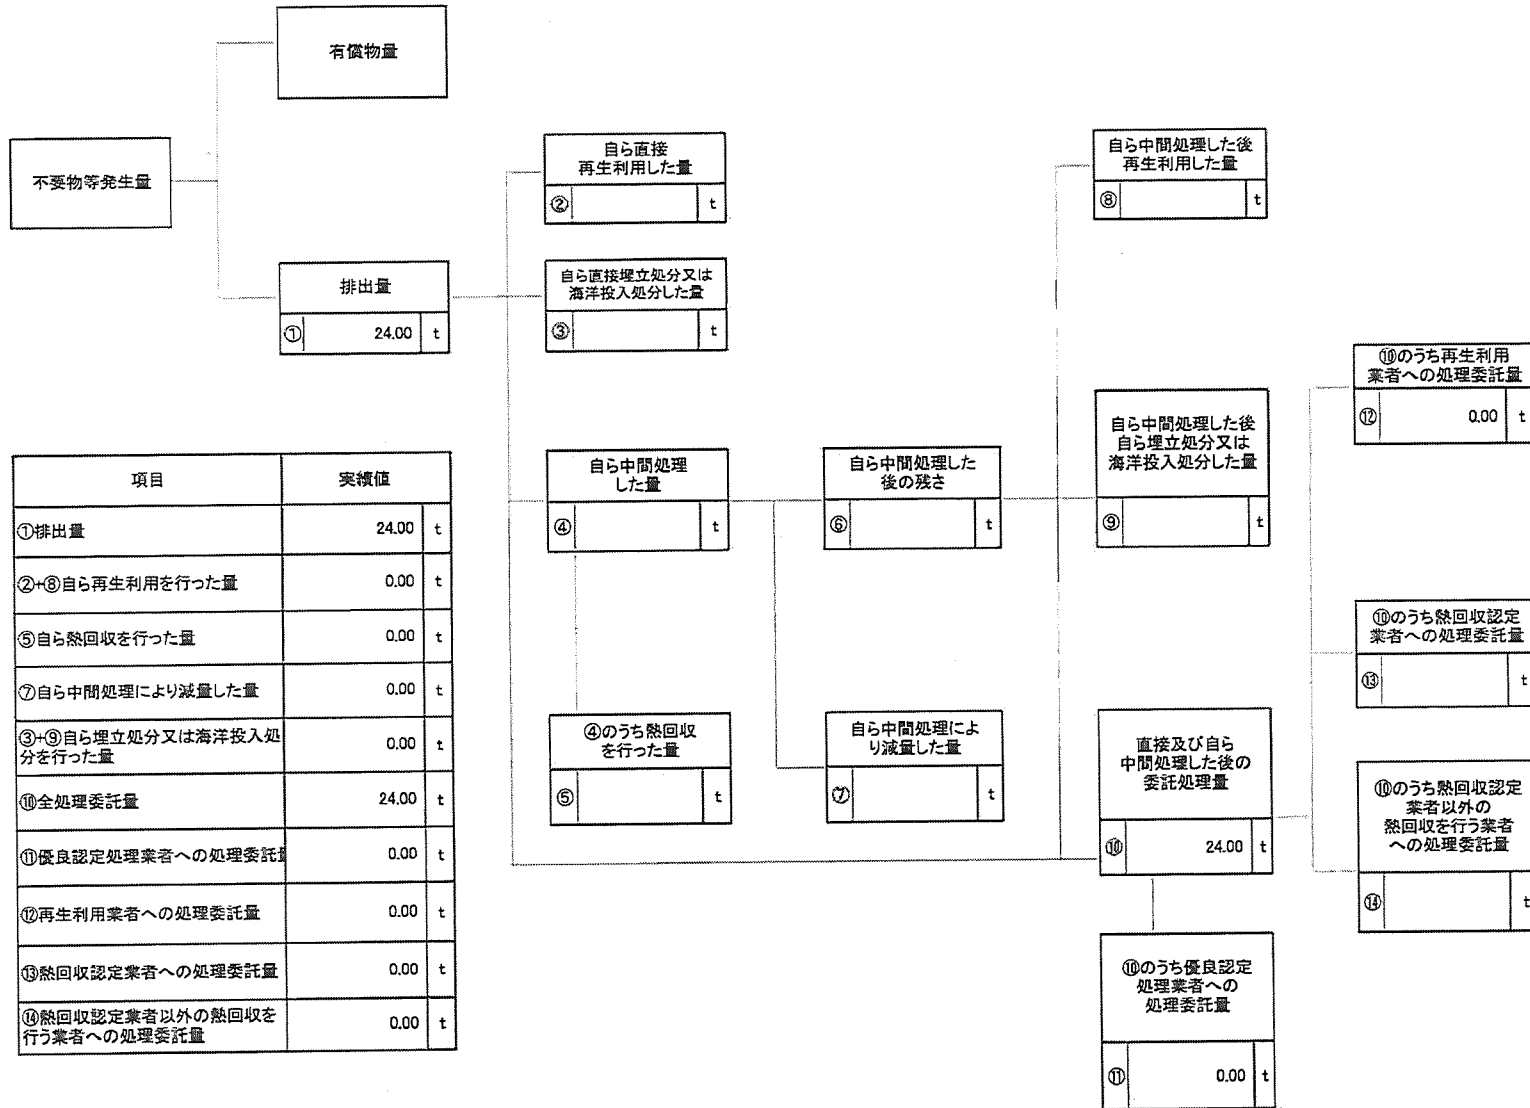 有償物量
不要物等発生量
排出量
① 24.00 t
自ら直接
再生利用した量
② t
自ら直接埋立処分又は
海洋投入処分した量
③ t
自ら中間処理
した量
④ t
④のうち熱回収
を行った量
⑤ t
自ら中間処理した
後の残さ
⑥ t
自ら中間処理によ
り減量した量
⑦ t
自ら中間処理した後
再生利用した量
⑧ t
自ら中間処理した後
自ら埋立処分又は
海洋投入処分した量
⑨ t
直接及び自ら
中間処理した後の
委託処理量
⑩ 24.00 t
⑩のうち優良認定
処理業者への
処理委託量
⑪ 0.00 t
⑩のうち再生利用
業者への処理委託量
⑫ 0.00 t
⑩のうち熱回収認定
業者への処理委託量
⑬ t
⑩のうち熱回収認定
業者以外の
熱回収を行う業者
への処理委託量
⑭ t
項目 実績値
①排出量 24.00 t
②+⑧自ら再生利用を行った量 0.00 t
⑤自ら熱回収を行った量 0.00 t
⑦自ら中間処理により減量した量 0.00 t
③+⑨自ら埋立処分又は海洋投入処
分を行った量 0.00 t
⑩全処理委託量 24.00 t
⑪優良認定処理業者への処理委託量 0.00 t
⑫再生利用業者への処理委託量 0.00 t
⑬熱回収認定業者への処理委託量 0.00 t
⑭熱回収認定業者以外の熱回収を
行う業者への処理委託量 0.00 t